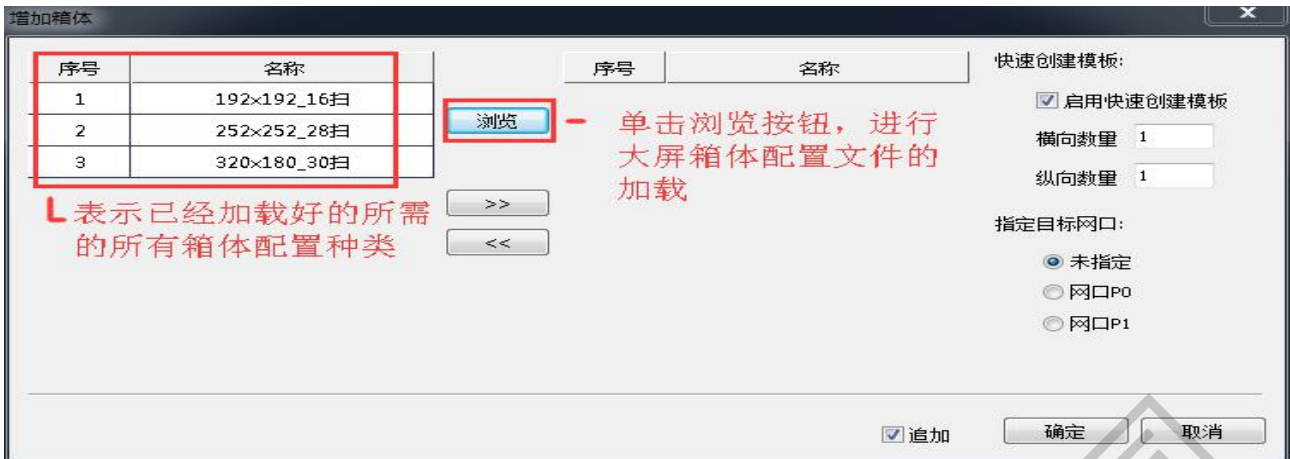 增加箱体
序号 名称
1 192×192_16扫
2 252×252_28扫
3 320×180_30扫
L表示已经加载好的所需
的所有箱体配置种类
浏览
>>
<<
序号 名称
单击浏览按钮，进行
大屏箱体配置文件的
加载
快速创建模板:
启用快速创建模板
横向数量 1
纵向数量 1
指定目标网口:
未指定
网口P0
网口P1
追加 确定 取消